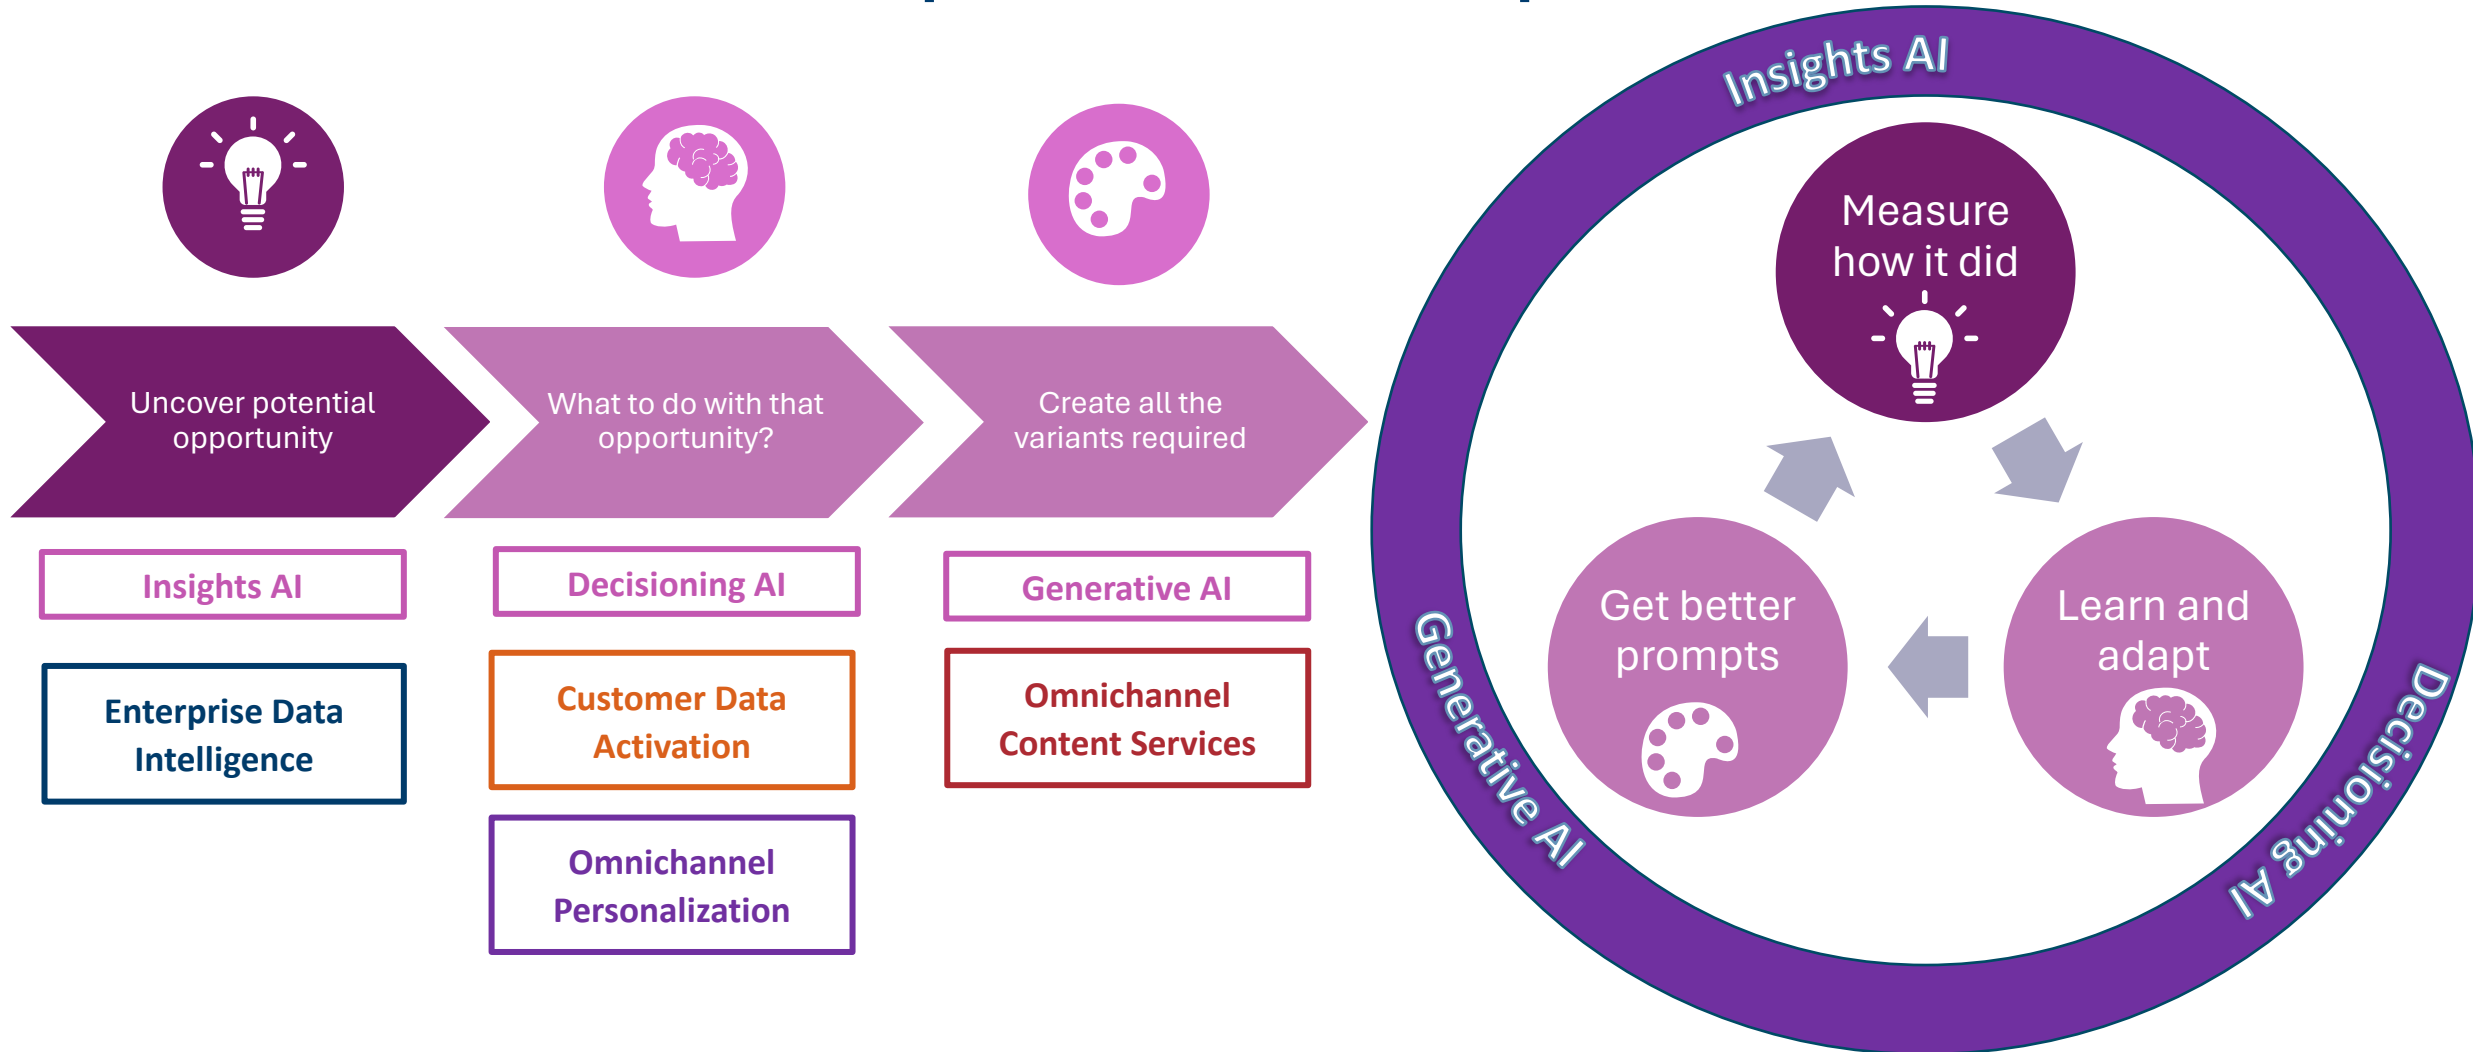 Uncover potential
opportunity
What to do with that
opportunity?
Create all the
variants required
Insights AI
Decisioning AI
Generative AI
Enterprise Data
Intelligence
Customer Data
Activation
Omnichannel
Content Services
Omnichannel
Personalization
Insights AI
Measure
how it did
Get better
prompts
Learn and
adapt
Generative AI
Decisioning AI